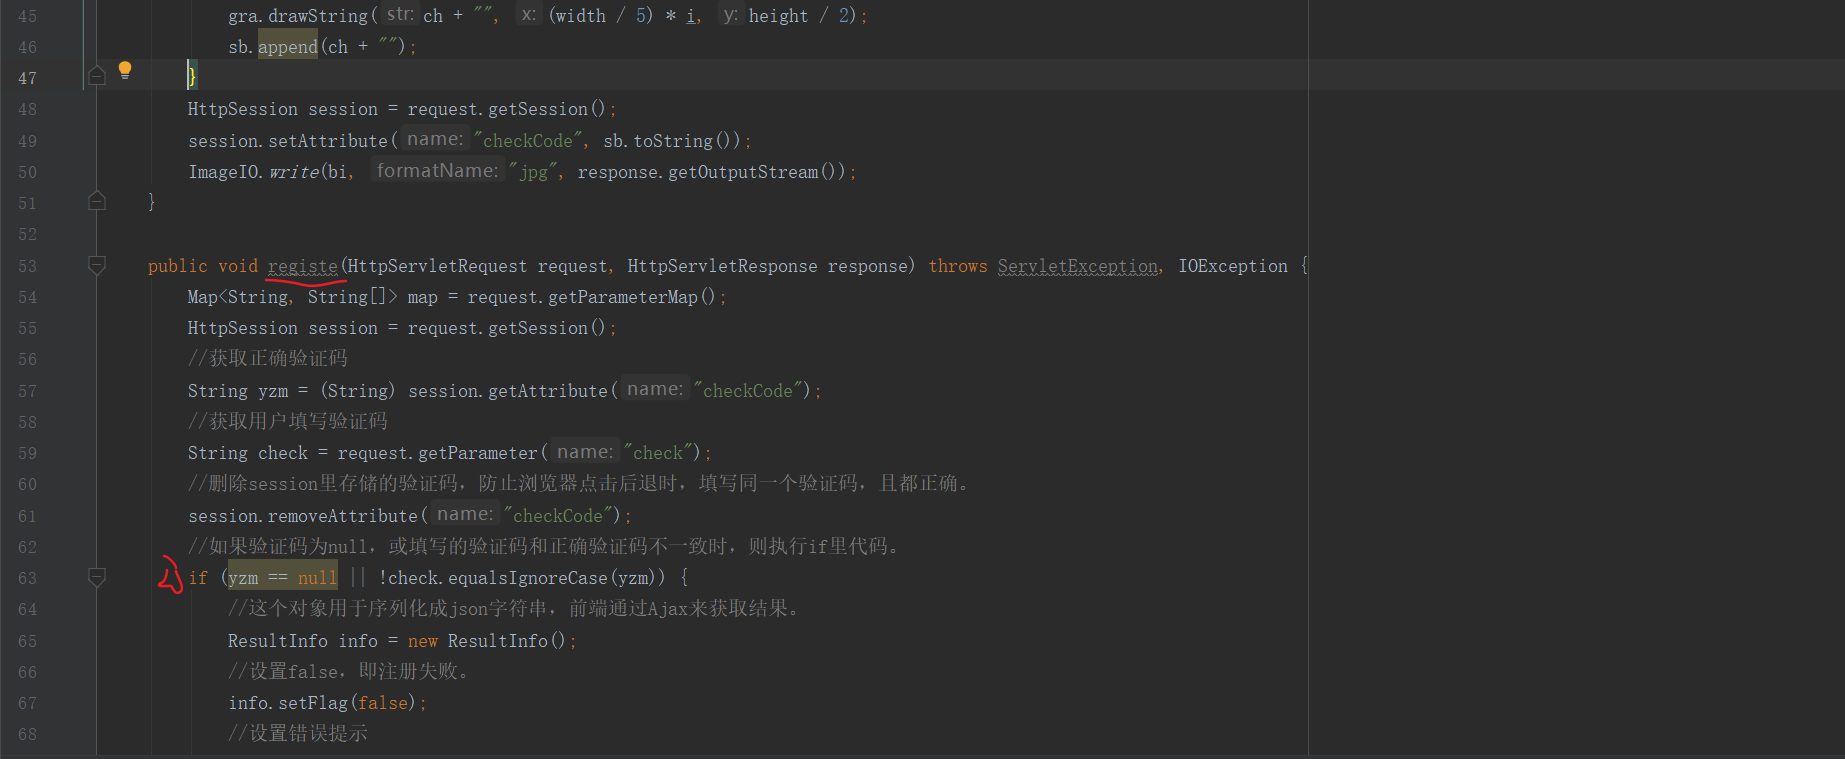 45 gra.drawString( str: ch + "", x: (width / 5) * i, y: height / 2);
46 sb.append(ch + "");
47 }
48 HttpSession session = request.getSession();
49 session.setAttribute( name: "checkCode", sb.toString());
50 ImageIO.write(bi, formatName: "jpg", response.getOutputStream());
51 }
52
53 public void registe(HttpServletRequest request, HttpServletResponse response) throws ServletException, IOException {
54 Map<String, String[]> map = request.getParameterMap();
55 HttpSession session = request.getSession();
56 //获取正确验证码
57 String yzm = (String) session.getAttribute( name: "checkCode");
58 //获取用户填写验证码
59 String check = request.getParameter( name: "check");
60 //删除session里存储的验证码，防止浏览器点击后退时，填写同一个验证码，且都正确。
61 session.removeAttribute( name: "checkCode");
62 //如果验证码为null，或填写的验证码和正确验证码不一致时，则执行if里代码。
63 if (yzm == null || !check.equalsIgnoreCase(yzm)) {
64 //这个对象用于序列化成json字符串，前端通过Ajax来获取结果。
65 ResultInfo info = new ResultInfo();
66 //设置false，即注册失败。
67 info.setFlag(false);
68 //设置错误提示